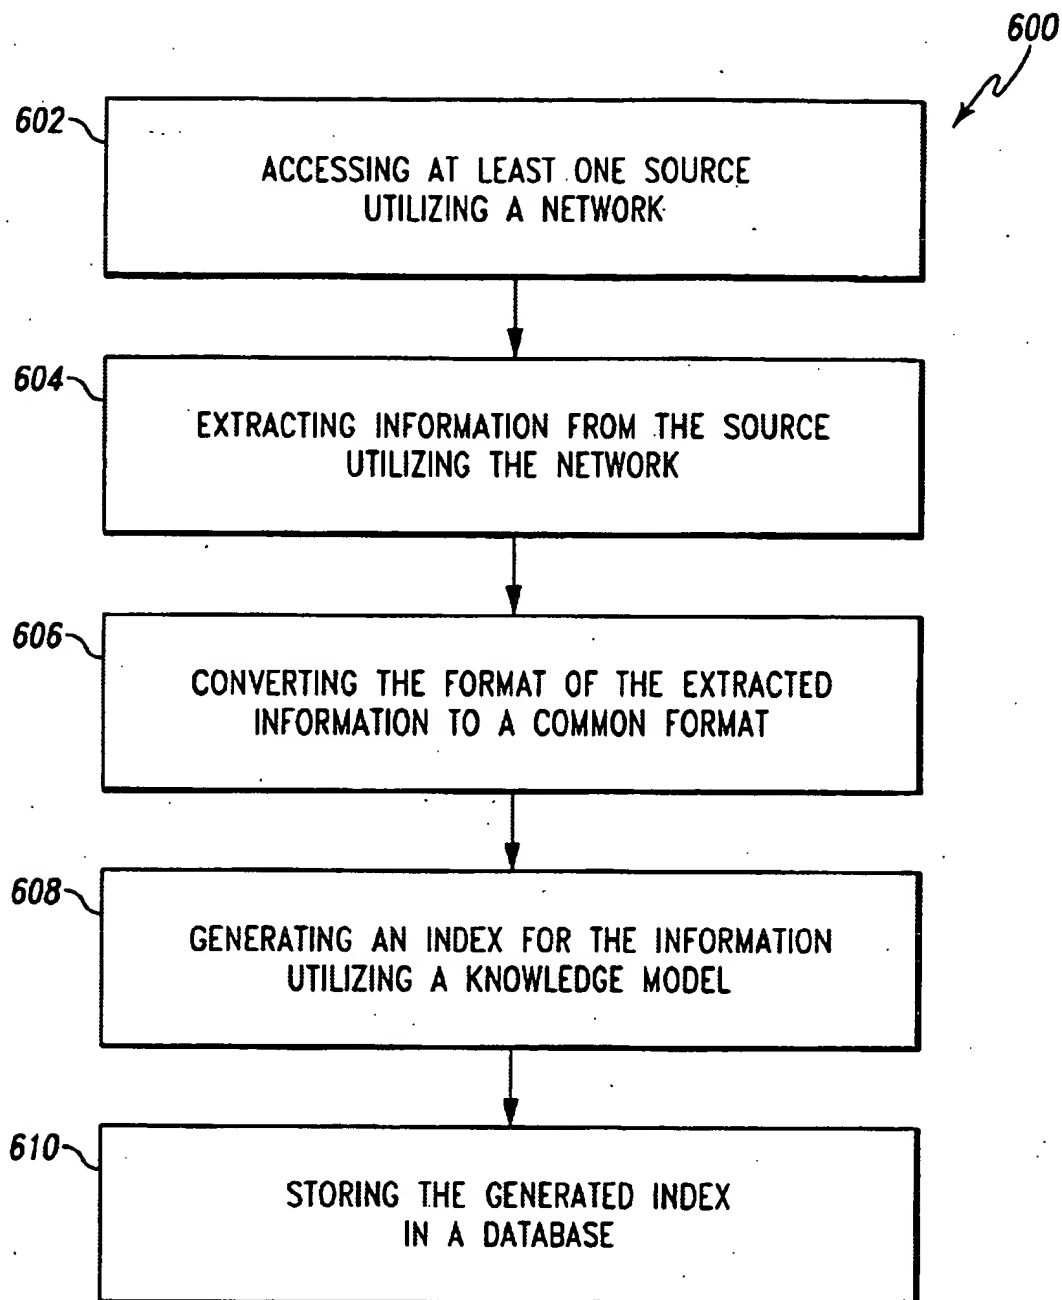 600
602
ACCESSING AT LEAST ONE SOURCE
UTILIZING A NETWORK
604
EXTRACTING INFORMATION FROM THE SOURCE
UTILIZING THE NETWORK
606
CONVERTING THE FORMAT OF THE EXTRACTED
INFORMATION TO A COMMON FORMAT
608
GENERATING AN INDEX FOR THE INFORMATION
UTILIZING A KNOWLEDGE MODEL
610
STORING THE GENERATED INDEX
IN A DATABASE